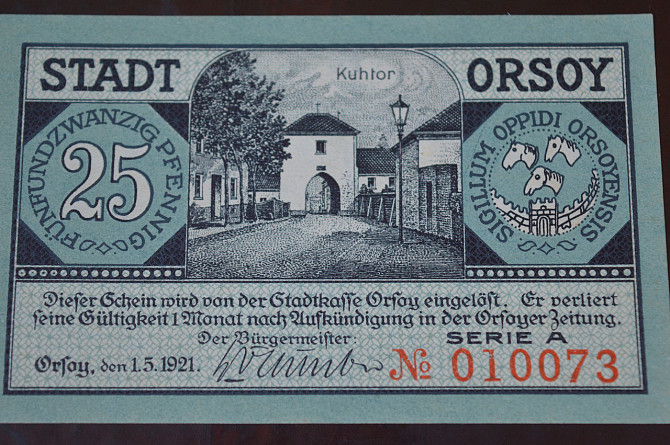 STADT ORSOY
Kuhtor
FÜNFUNDZWANZIG PFENNIG
25
SIGILLUM OPPIDI ORSOYENSIS
Dieser Schein wird von der Stadtkasse Orsoy eingelöst. Er verliert
seine Gültigkeit 1 Monat nach Aufkündigung in der Orsoyer Zeitung.
Der Bürgermeister:
SERIE A
Orsoy, den 1.5.1921.
№ 010073